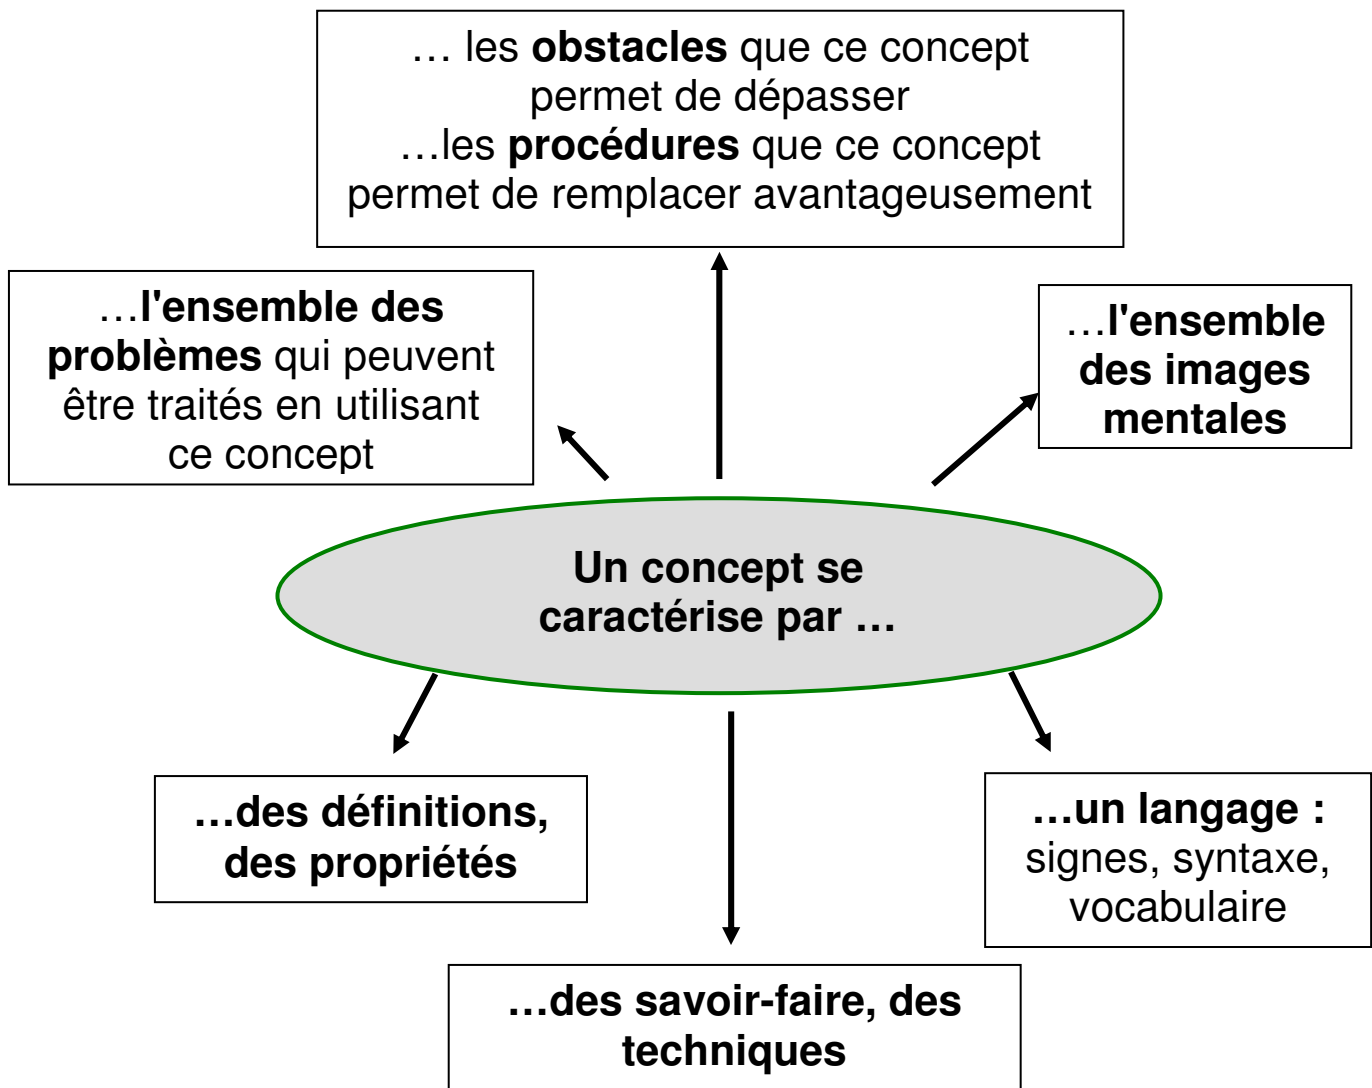 … les obstacles que ce concept
permet de dépasser
…les procédures que ce concept
permet de remplacer avantageusement
…l'ensemble des
problèmes qui peuvent
être traités en utilisant
ce concept
…l'ensemble
des images
mentales
Un concept se
caractérise par …
…des définitions,
des propriétés
…un langage :
signes, syntaxe,
vocabulaire
…des savoir-faire, des
techniques